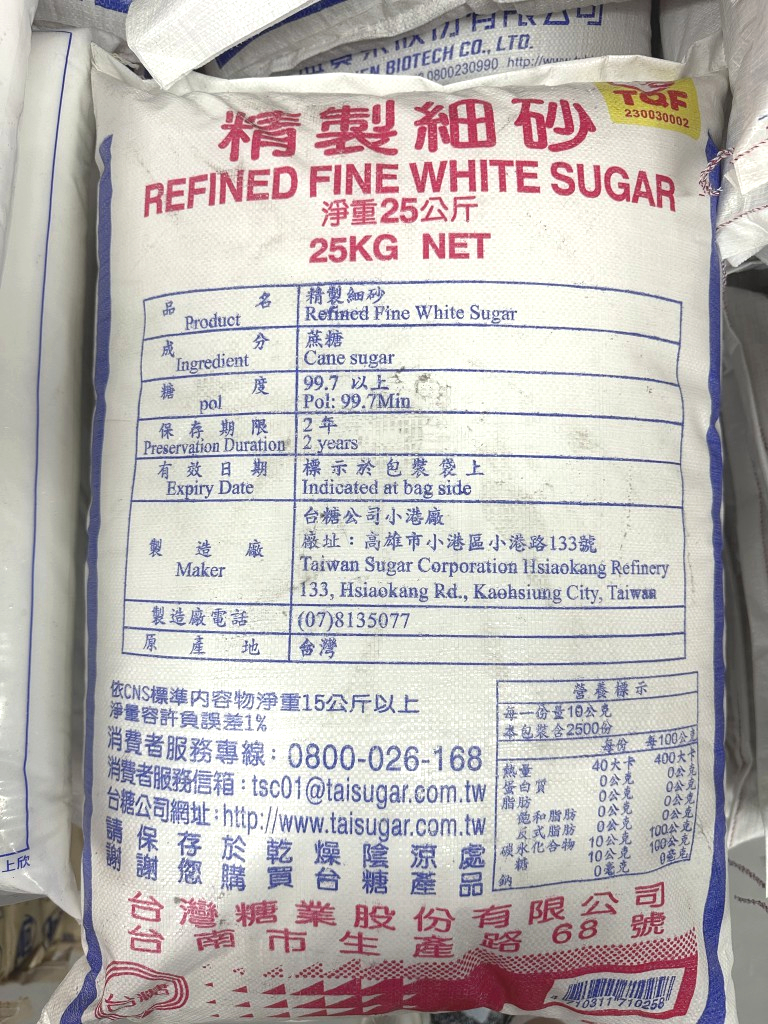 BIOTECH CO., LTD.
0800230990 http://www.
TQF
230030002
精製細砂
REFINED FINE WHITE SUGAR
淨重25公斤
25KG NET
品名 精製細砂
Product Refined Fine White Sugar
成分 蔗糖
Ingredient Cane sugar
糖度 99.7 以上
pol Pol: 99.7Min
保存期限 2 年
Preservation Duration 2 years
有效日期 標示於包裝袋上
Expiry Date Indicated at bag side
台糖公司小港廠
製造廠 廠址：高雄市小港區小港路133號
Maker Taiwan Sugar Corporation Hsiaokang Refinery
133, Hsiaokang Rd., Kaohsiung City, Taiwan
製造廠電話 (07)8135077
原產地 台灣
依CNS標準內容物淨重15公斤以上
淨量容許負誤差1%
消費者服務專線：0800-026-168
消費者服務信箱：tsc01@taisugar.com.tw
台糖公司網址：http://www.taisugar.com.tw
請保存於乾燥陰涼處
謝謝您購買台糖產品
營養標示
每一份量10公克
本包裝含2500份
每份 每100公克
熱量 40大卡 400大卡
蛋白質 0公克 0公克
脂肪 0公克 0公克
飽和脂肪 0公克 0公克
反式脂肪 0公克 0公克
碳水化合物 10公克 100公克
糖 10公克 100公克
鈉 0毫克 0毫克
台灣糖業股份有限公司
台南市生產路68號
台糖
710311 710258
上欣